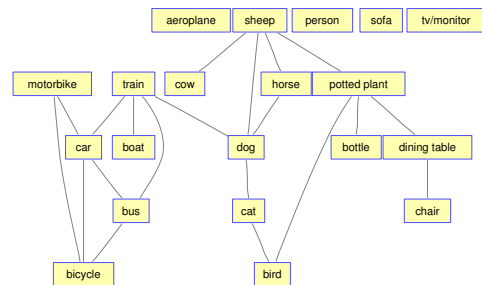 aeroplane sheep person sofa tv/monitor
motorbike train cow horse potted plant
car boat dog bottle dining table
bus cat chair
bicycle bird